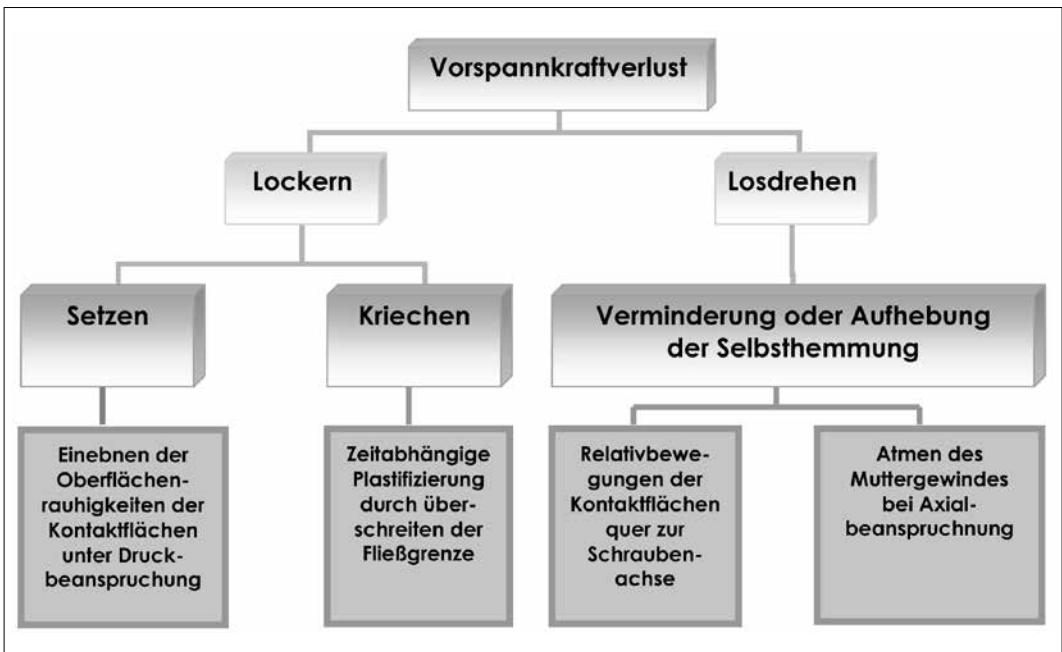 Vorspannkraftverlust
Lockern
Losdrehen
Setzen
Kriechen
Verminderung oder Aufhebung
der Selbsthemmung
Einebnen der
Oberflächen-
rauhigkeiten der
Kontaktflächen
unter Druck-
beanspruchung
Zeitabhängige
Plastifizierung
durch über-
schreiten der
Fließgrenze
Relativbewe-
gungen der
Kontaktflächen
quer zur
Schrauben-
achse
Atmen des
Muttergewindes
bei Axial-
beanspruchnung